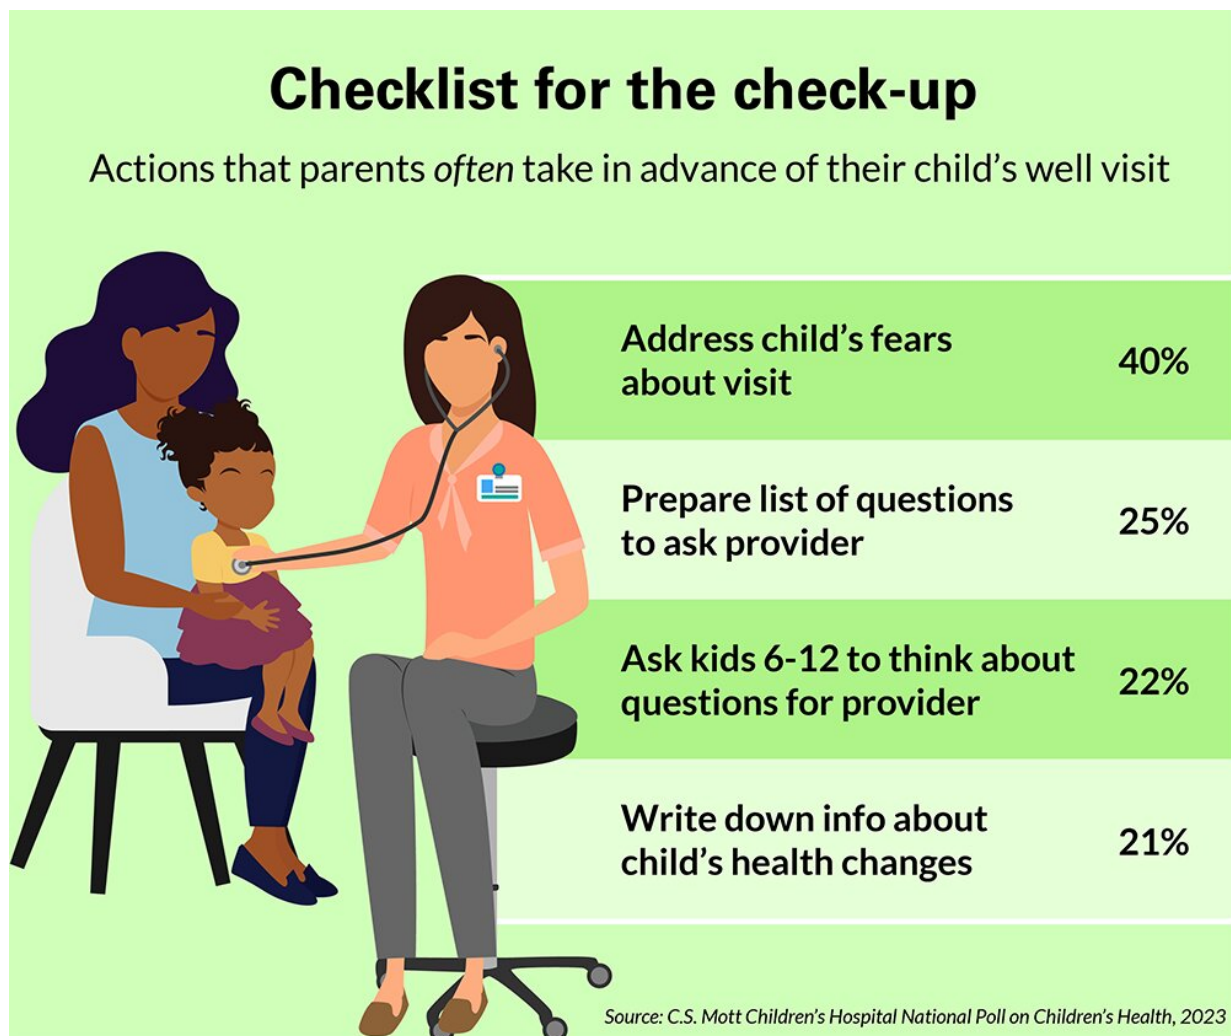 Checklist for the check-up
Actions that parents often take in advance of their child’s well visit
Address child’s fears
about visit
40%
Prepare list of questions
to ask provider
25%
Ask kids 6-12 to think about
questions for provider
22%
Write down info about
child’s health changes
21%
Source: C.S. Mott Children’s Hospital National Poll on Children’s Health, 2023